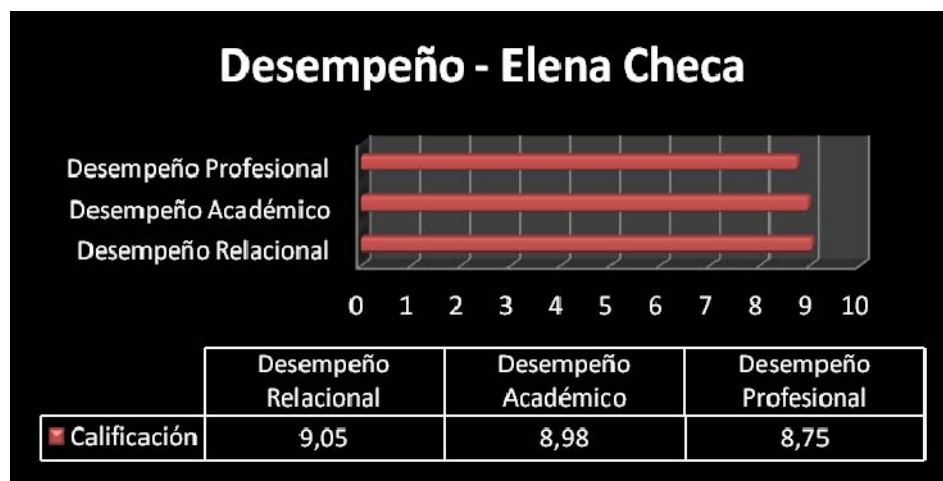 Desempeño - Elena Checa
Desempeño Profesional
Desempeño Académico
Desempeño Relacional
0 1 2 3 4 5 6 7 8 9 10
Desempeño Desempeño Desempeño
Relacional Académico Profesional
Calificación 9,05 8,98 8,75